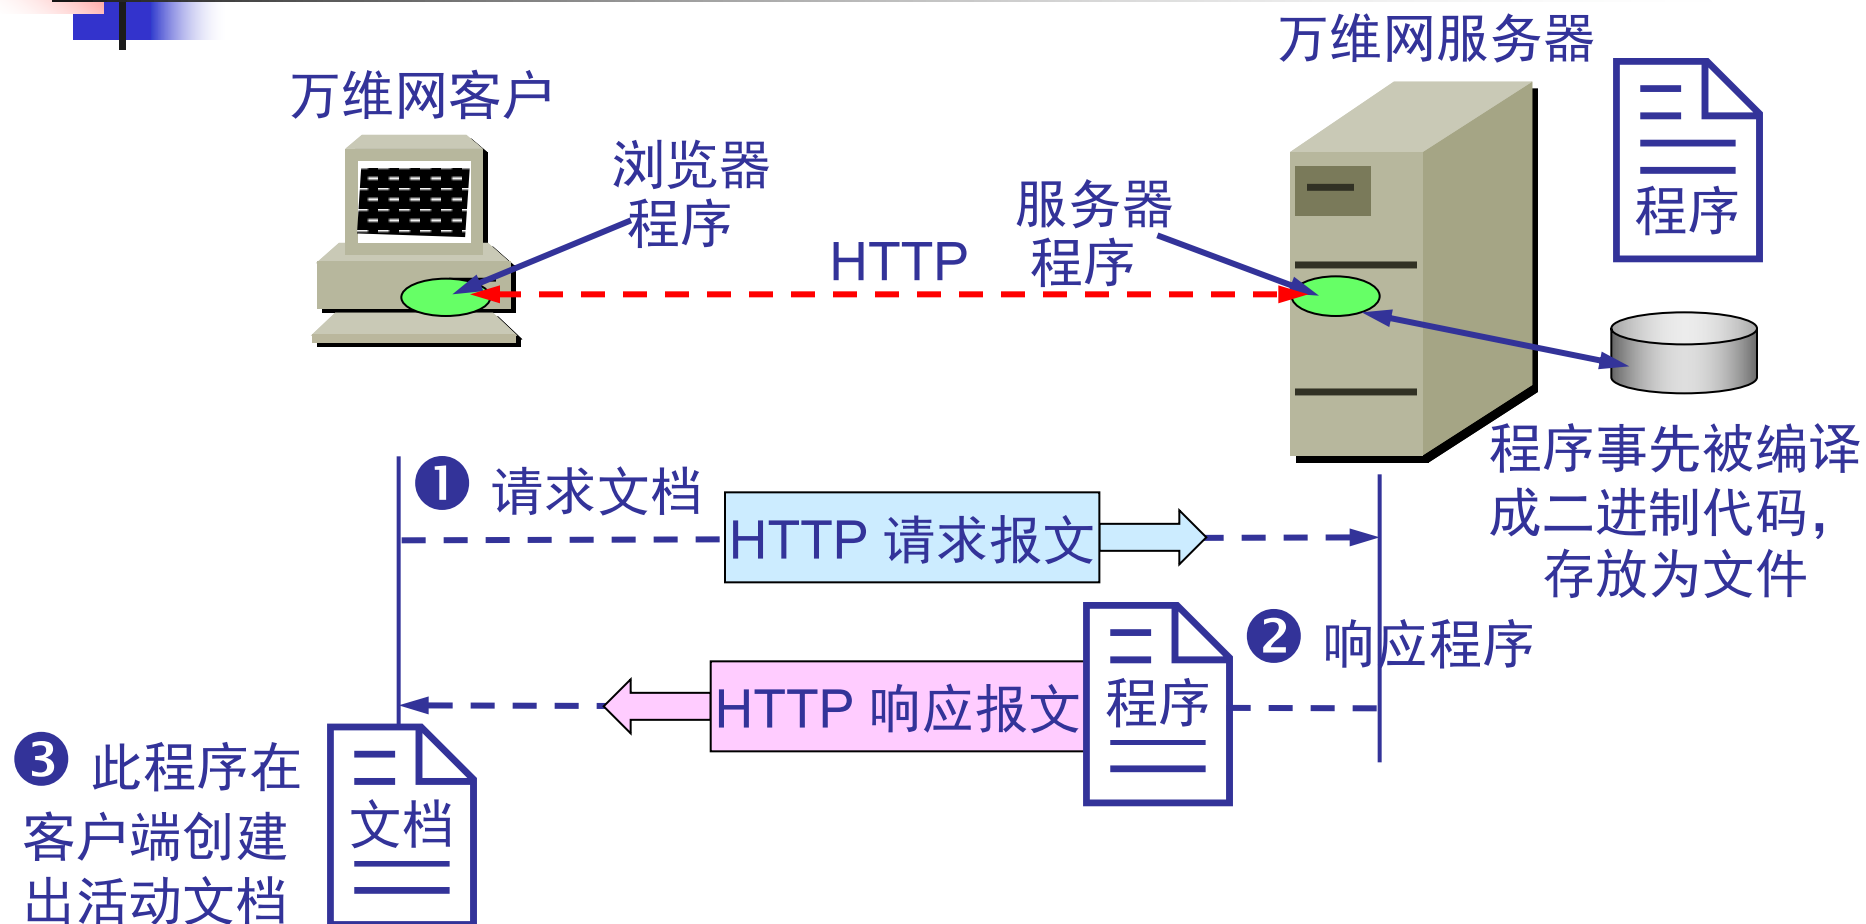 万维网服务器
万维网客户
浏览器
程序
服务器
程序
HTTP
程序
程序事先被编译
成二进制代码，
存放为文件
❶ 请求文档
HTTP 请求报文
❷ 响应程序
HTTP 响应报文
程序
❸ 此程序在
客户端创建
出活动文档
文档